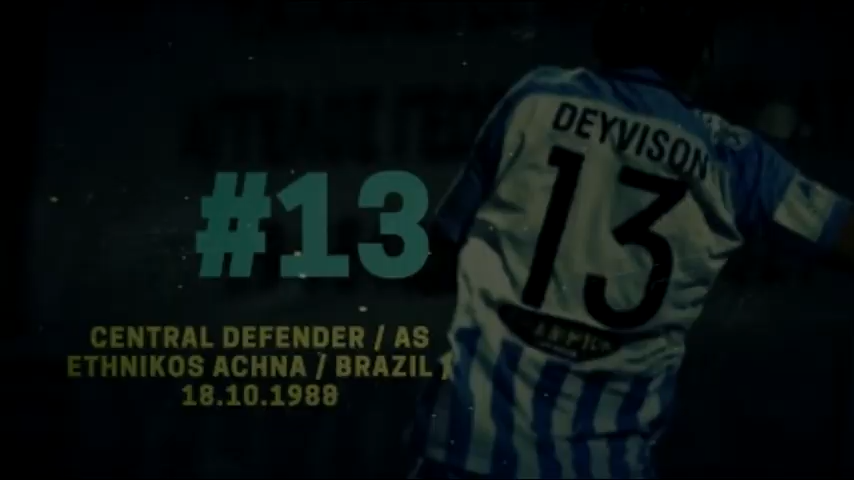 DEYVISON
13
#13
CENTRAL DEFENDER / AS
ETHNIKOS ACHNA / BRAZIL /
18.10.1988